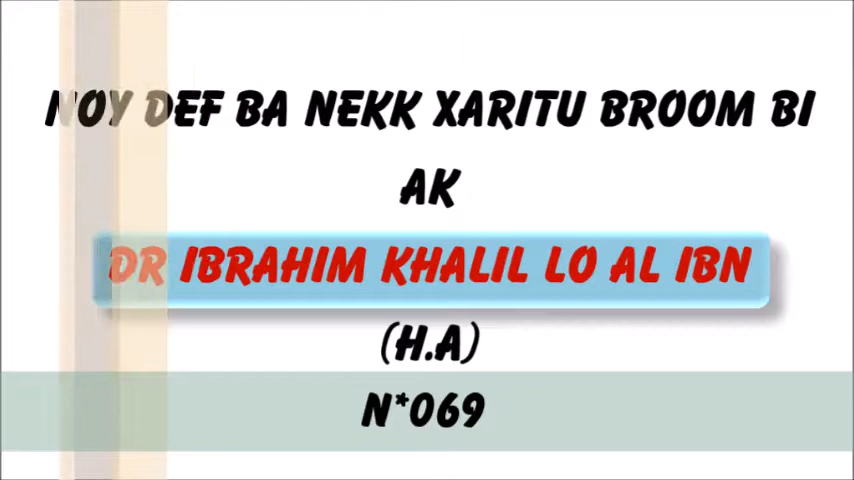 NOY DEF BA NEKK XARITU BROOM BI
AK
DR IBRAHIM KHALIL LO AL IBN
(H.A)
N*069